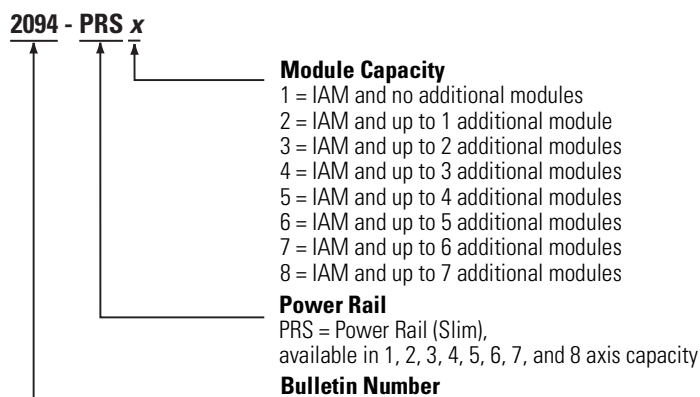 2094 - PRS x
Module Capacity
1 = IAM and no additional modules
2 = IAM and up to 1 additional module
3 = IAM and up to 2 additional modules
4 = IAM and up to 3 additional modules
5 = IAM and up to 4 additional modules
6 = IAM and up to 5 additional modules
7 = IAM and up to 6 additional modules
8 = IAM and up to 7 additional modules
Power Rail
PRS = Power Rail (Slim),
available in 1, 2, 3, 4, 5, 6, 7, and 8 axis capacity
Bulletin Number